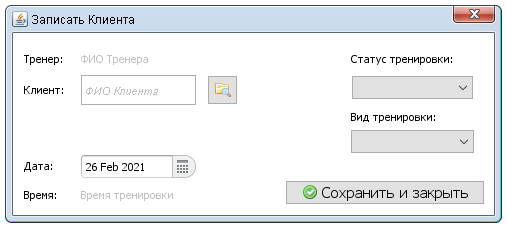 Записать Клиента
Тренер: ФИО Тренера
Статус тренировки:
Клиент: ФИО Клиента
Вид тренировки:
Дата: 26 Feb 2021
Время: Время тренировки
Сохранить и закрыть